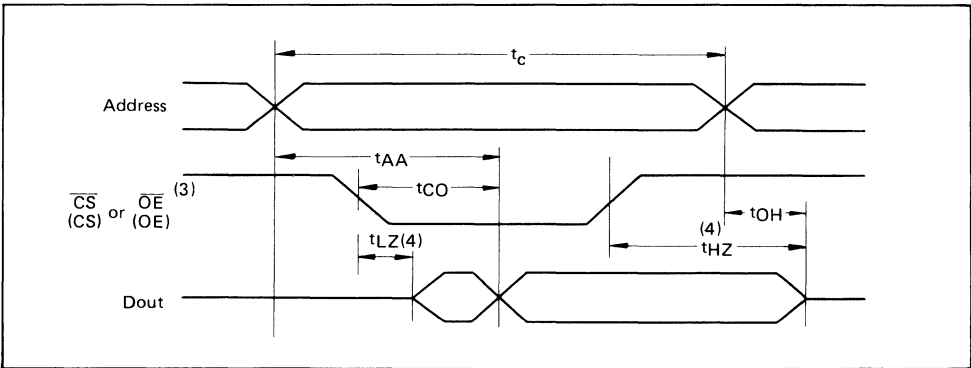 tc
Address
tAA
CS or OE (3)
(CS) (OE)
tCO
tOH
(4)
tLZ(4)
tHZ
Dout